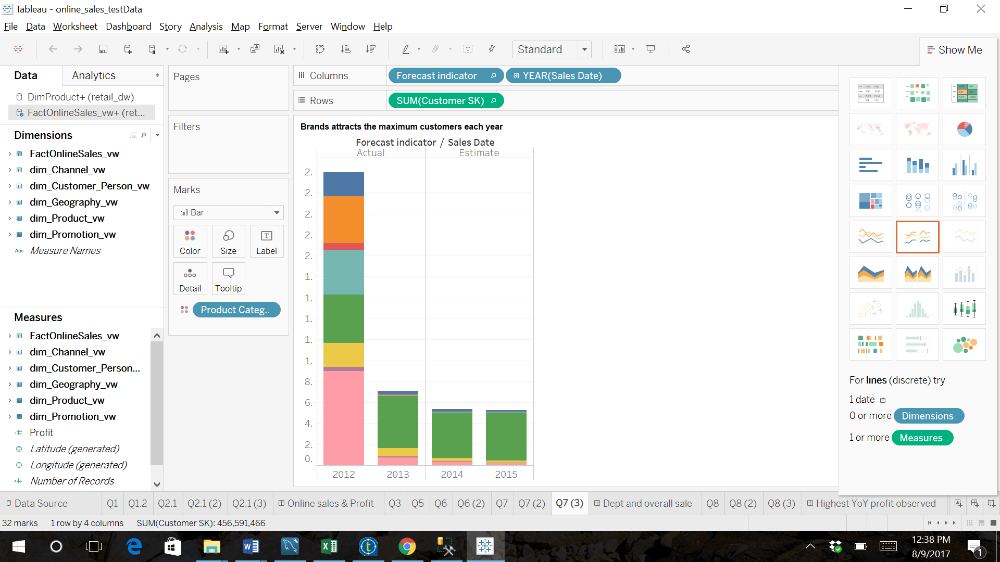 Tableau - online_sales_testData
File Data Worksheet Dashboard Story Analysis Map Format Server Window Help
Standard
Show Me
Data Analytics
DimProduct+ (retail_dw)
FactOnlineSales_vw+ (ret...
Dimensions
FactOnlineSales_vw
dim_Channel_vw
dim_Customer_Person_vw
dim_Geography_vw
dim_Product_vw
dim_Promotion_vw
Abc Measure Names
Measures
FactOnlineSales_vw
dim_Channel_vw
dim_Customer_Person...
dim_Geography_vw
dim_Product_vw
dim_Promotion_vw
Profit
Latitude (generated)
Longitude (generated)
Number of Records
Pages
Filters
Marks
Bar
Color Size Label
Detail Tooltip
Product Categ..
Columns Forecast indicator YEAR(Sales Date)
Rows SUM(Customer SK)
Brands attracts the maximum customers each year
Forecast indicator / Sales Date
Actual Estimate
2.
2.
2.
2.
2.
1.
1.
1.
1.
1.
8.
6.
4.
2.
0.
2012 2013 2014 2015
For lines (discrete) try
1 date
0 or more Dimensions
1 or more Measures
Data Source Q1 Q1.2 Q2.1 Q2.1 (2) Q2.1 (3) Online sales & Profit Q3 Q5 Q6 Q6 (2) Q7 Q7 (2) Q7 (3) Dept and overall sale Q8 Q8 (2) Q8 (3) Highest YoY profit observed
32 marks 1 row by 4 columns SUM(Customer SK): 456,591,466
12:38 PM
8/9/2017
1